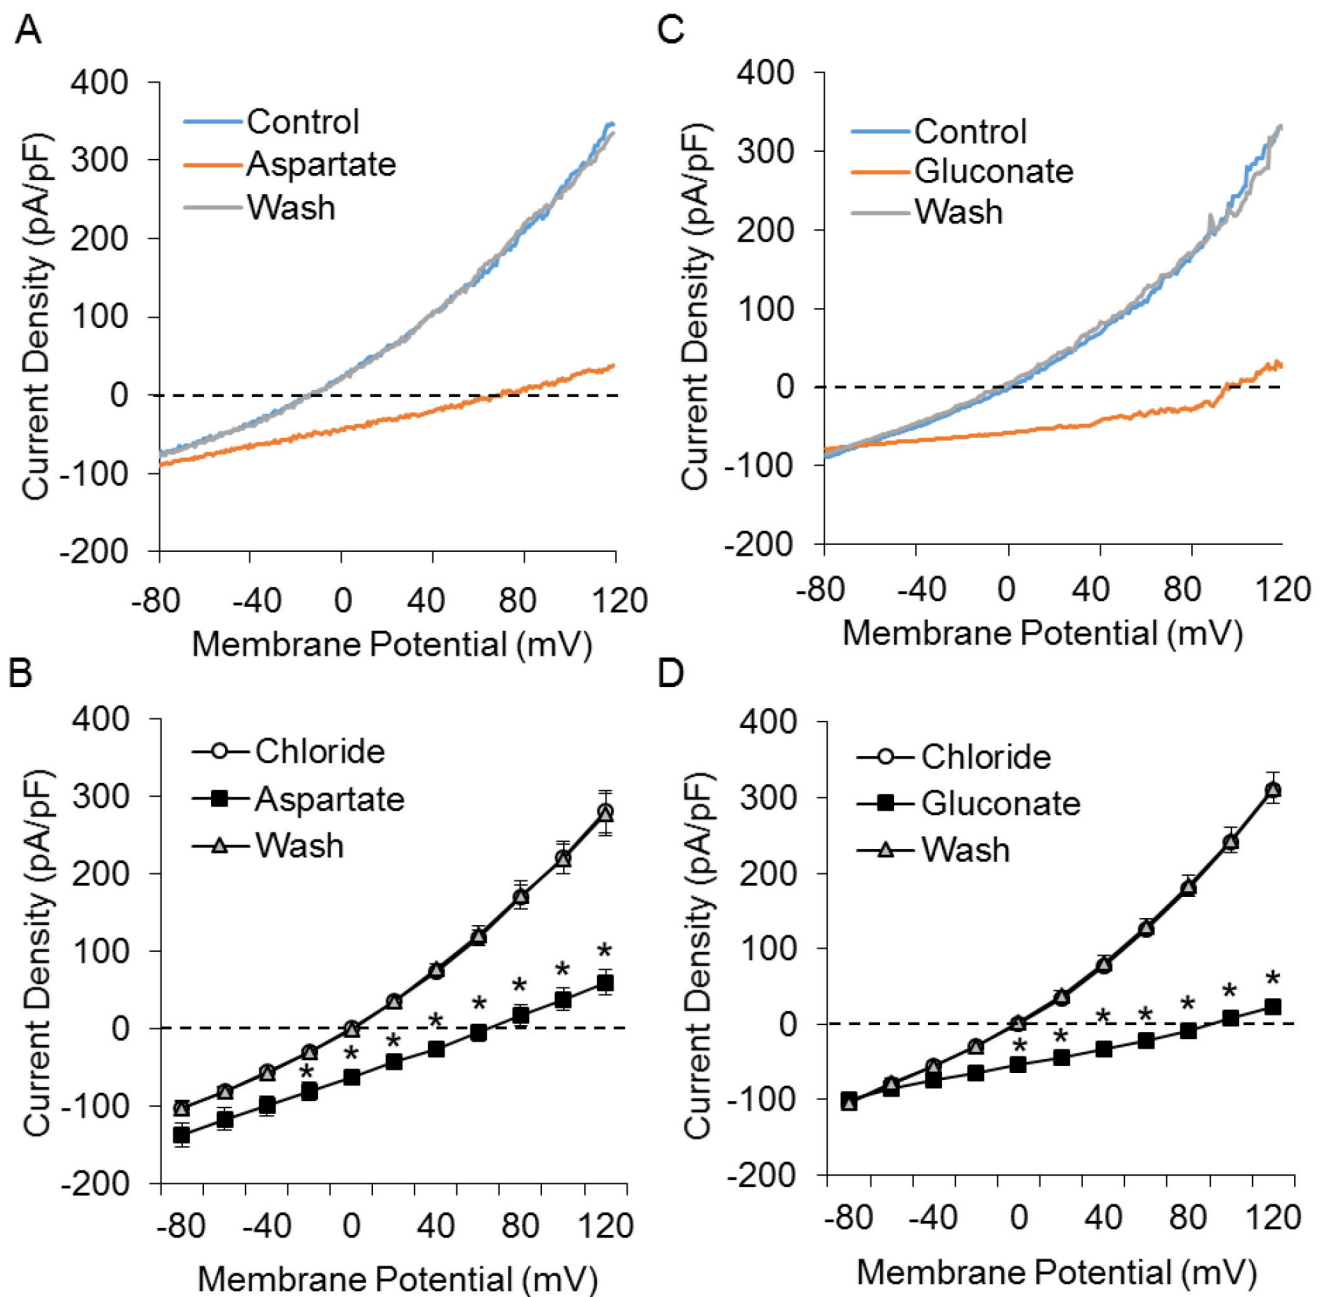 A
Current Density (pA/pF)
400
300
200
100
0
-100
-200
Control
Aspartate
Wash
-80 -40 0 40 80 120
Membrane Potential (mV)
C
Current Density (pA/pF)
400
300
200
100
0
-100
-200
Control
Gluconate
Wash
-80 -40 0 40 80 120
Membrane Potential (mV)
B
Current Density (pA/pF)
400
300
200
100
0
-100
-200
Chloride
Aspartate
Wash
* * * * * * * *
-80 -40 0 40 80 120
Membrane Potential (mV)
D
Current Density (pA/pF)
400
300
200
100
0
-100
-200
Chloride
Gluconate
Wash
* * * * * * *
-80 -40 0 40 80 120
Membrane Potential (mV)